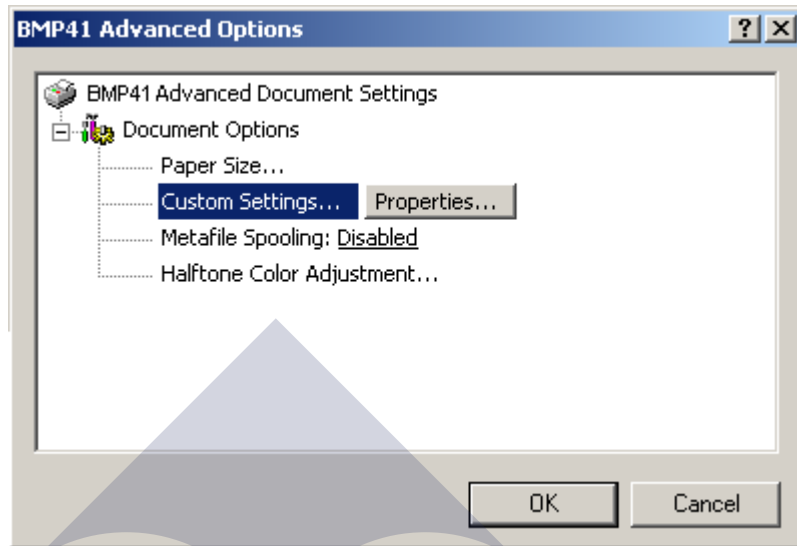 BMP41 Advanced Options
BMP41 Advanced Document Settings
Document Options
Paper Size...
Custom Settings... Properties...
Metafile Spooling: Disabled
Halftone Color Adjustment...
OK Cancel